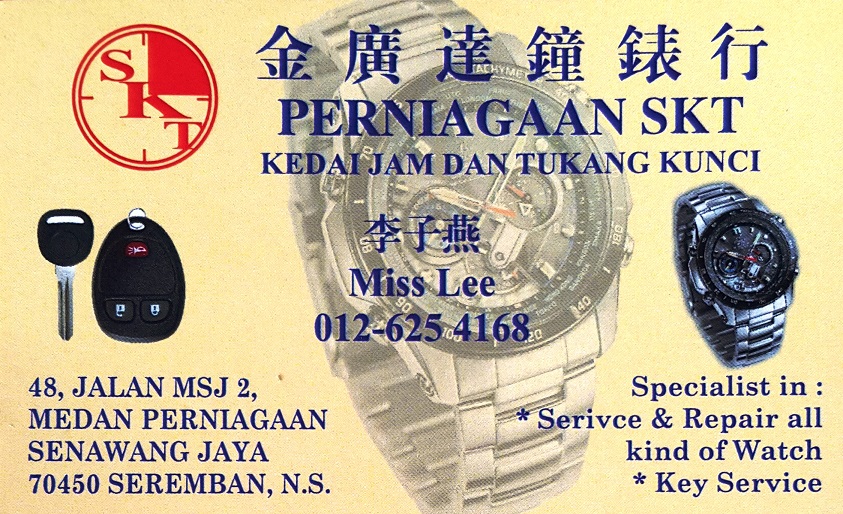 SKT
金廣達鐘錶行
PERNIAGAAN SKT
KEDAI JAM DAN TUKANG KUNCI
李子燕
Miss Lee
012-625 4168
48, JALAN MSJ 2,
MEDAN PERNIAGAAN
SENAWANG JAYA
70450 SEREMBAN, N.S.
Specialist in :
* Serivce & Repair all
kind of Watch
* Key Service
TACHYME